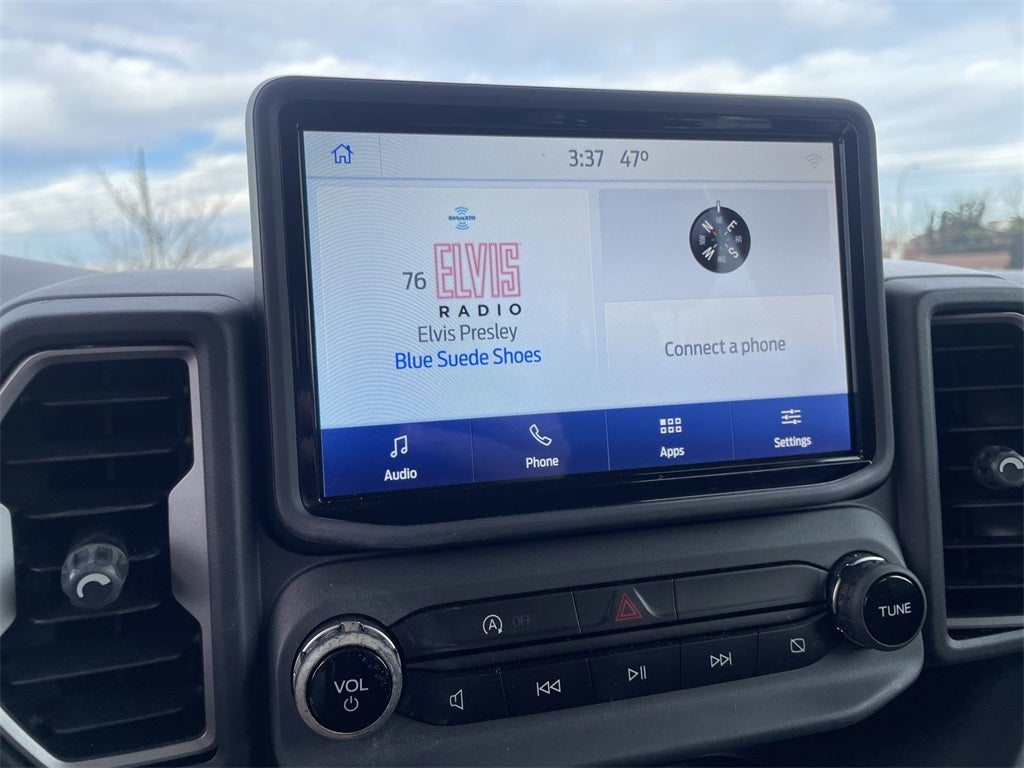 3:37 47°
SiriusXM
76 ELVIS
RADIO
Elvis Presley
Blue Suede Shoes
N NE E
S
W
Connect a phone
Audio Phone Apps Settings
A OFF
VOL
TUNE